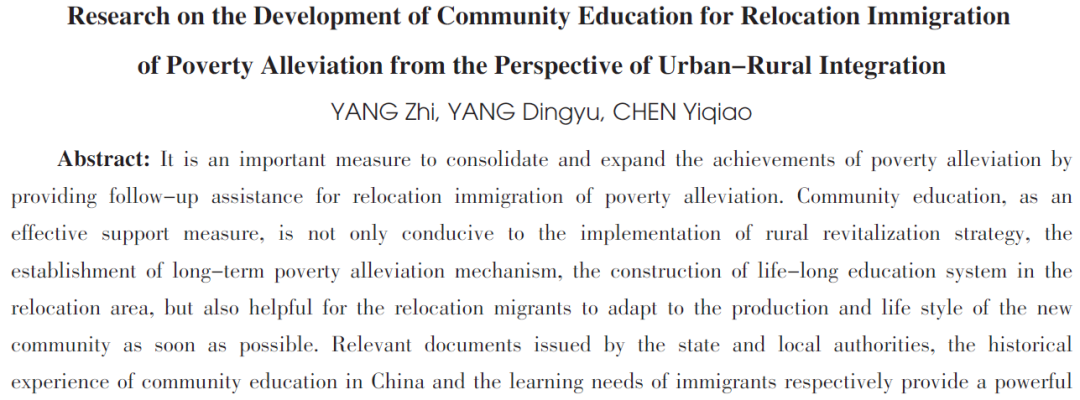 Research on the Development of Community Education for Relocation Immigration
of Poverty Alleviation from the Perspective of Urban−Rural Integration
YANG Zhi, YANG Dingyu, CHEN Yiqiao
Abstract: It is an important measure to consolidate and expand the achievements of poverty alleviation by
providing follow−up assistance for relocation immigration of poverty alleviation. Community education, as an
effective support measure, is not only conducive to the implementation of rural revitalization strategy, the
establishment of long−term poverty alleviation mechanism, the construction of life−long education system in the
relocation area, but also helpful for the relocation migrants to adapt to the production and life style of the new
community as soon as possible. Relevant documents issued by the state and local authorities, the historical
experience of community education in China and the learning needs of immigrants respectively provide a powerful